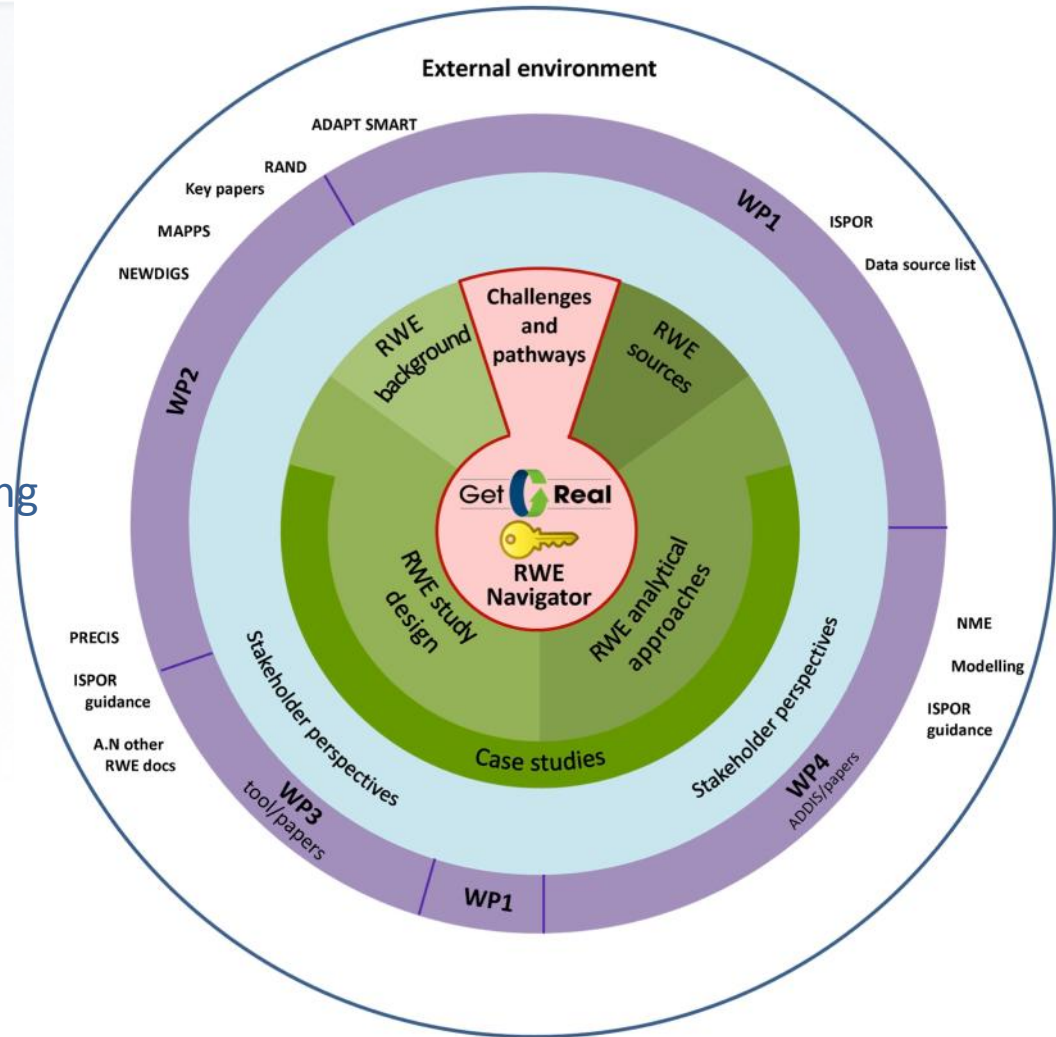 External environment
ADAPT SMART
RAND
Key papers
MAPPS
NEWDIGS
WP1
ISPOR
Data source list
WP2
Challenges
and
pathways
RWE
background
RWE
sources
ng
Get Real
RWE
Navigator
RWE study
design
RWE analytical
approaches
PRECIS
ISPOR
guidance
A.N other
RWE docs
NME
Modelling
ISPOR
guidance
Stakeholder perspectives
Stakeholder perspectives
Case studies
WP3
tool/papers
WP4
ADDIS/papers
WP1